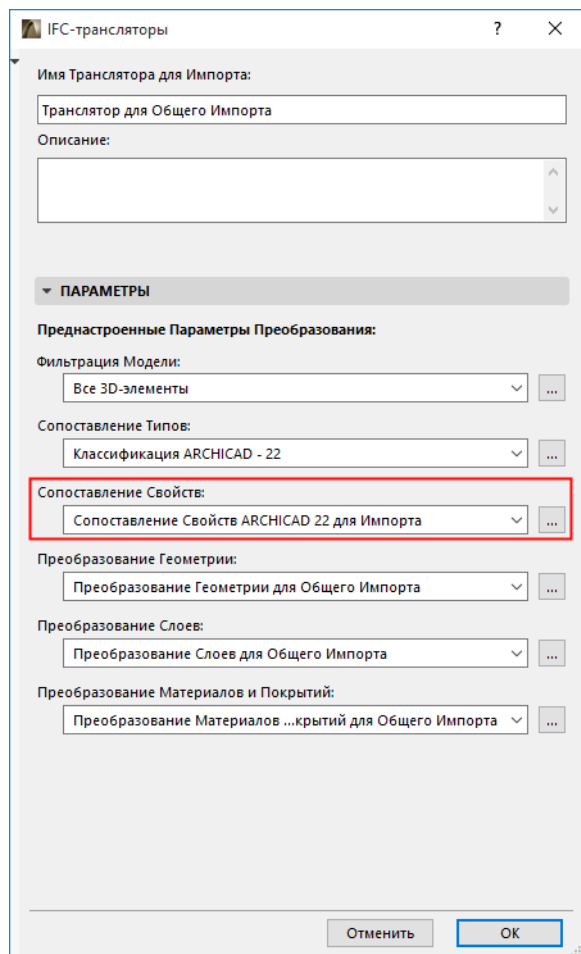 IFC-трансляторы
Имя Транслятора для Импорта:
Транслятор для Общего Импорта
Описание:
ПАРАМЕТРЫ
Преднастроенные Параметры Преобразования:
Фильтрация Модели:
Все 3D-элементы
...
Сопоставление Типов:
Классификация ARCHICAD - 22
...
Сопоставление Свойств:
Сопоставление Свойств ARCHICAD 22 для Импорта
...
Преобразование Геометрии:
Преобразование Геометрии для Общего Импорта
...
Преобразование Слоев:
Преобразование Слоев для Общего Импорта
...
Преобразование Материалов и Покрытий:
Преобразование Материалов ...крытий для Общего Импорта
...
Отменить OK